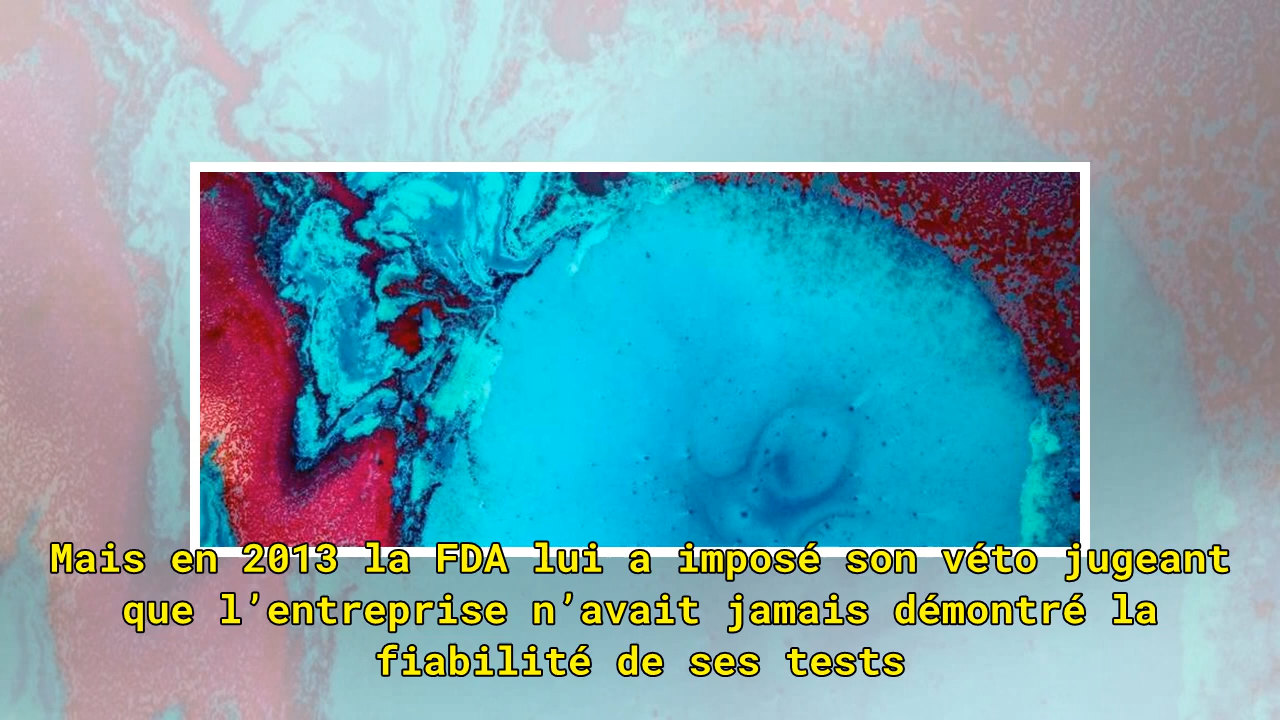 Mais en 2013 la FDA lui a imposé son véto jugeant
que l’entreprise n’avait jamais démontré la
fiabilité de ses tests